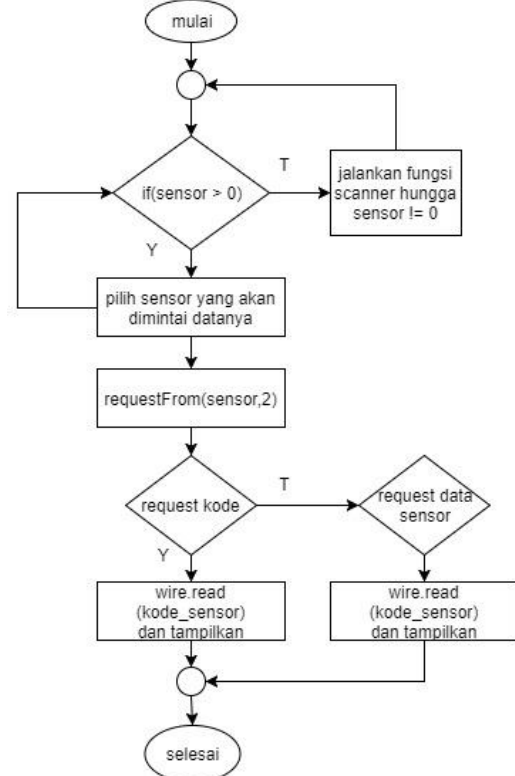 mulai
if(sensor > 0)
T
jalankan fungsi
scanner hungga
sensor != 0
Y
pilih sensor yang akan
dimintai datanya
requestFrom(sensor,2)
request kode
T
request data
sensor
Y
wire.read
(kode_sensor)
dan tampilkan
wire.read
(kode_sensor)
dan tampilkan
selesai